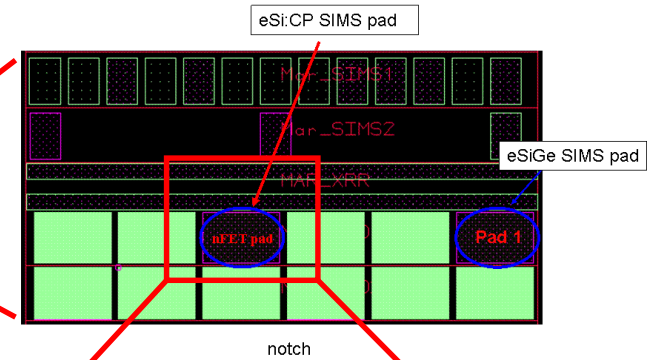 eSi:CP SIMS pad
Mar_SIMS1
Mar_SIMS2
eSiGe SIMS pad
MAR_XRR
nFET pad
Pad 1
notch